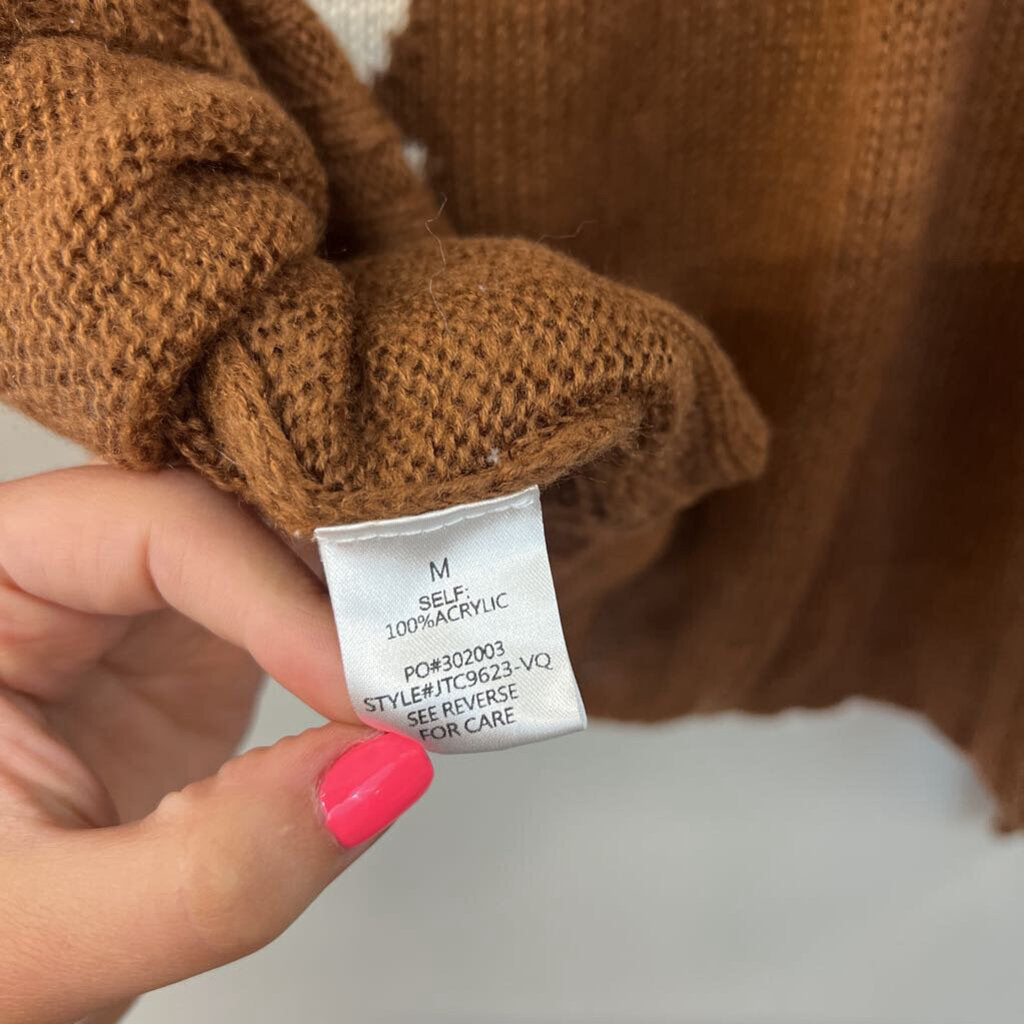 M
SELF:
100%ACRYLIC
PO#302003
STYLE#JTC9623-VQ
SEE REVERSE
FOR CARE